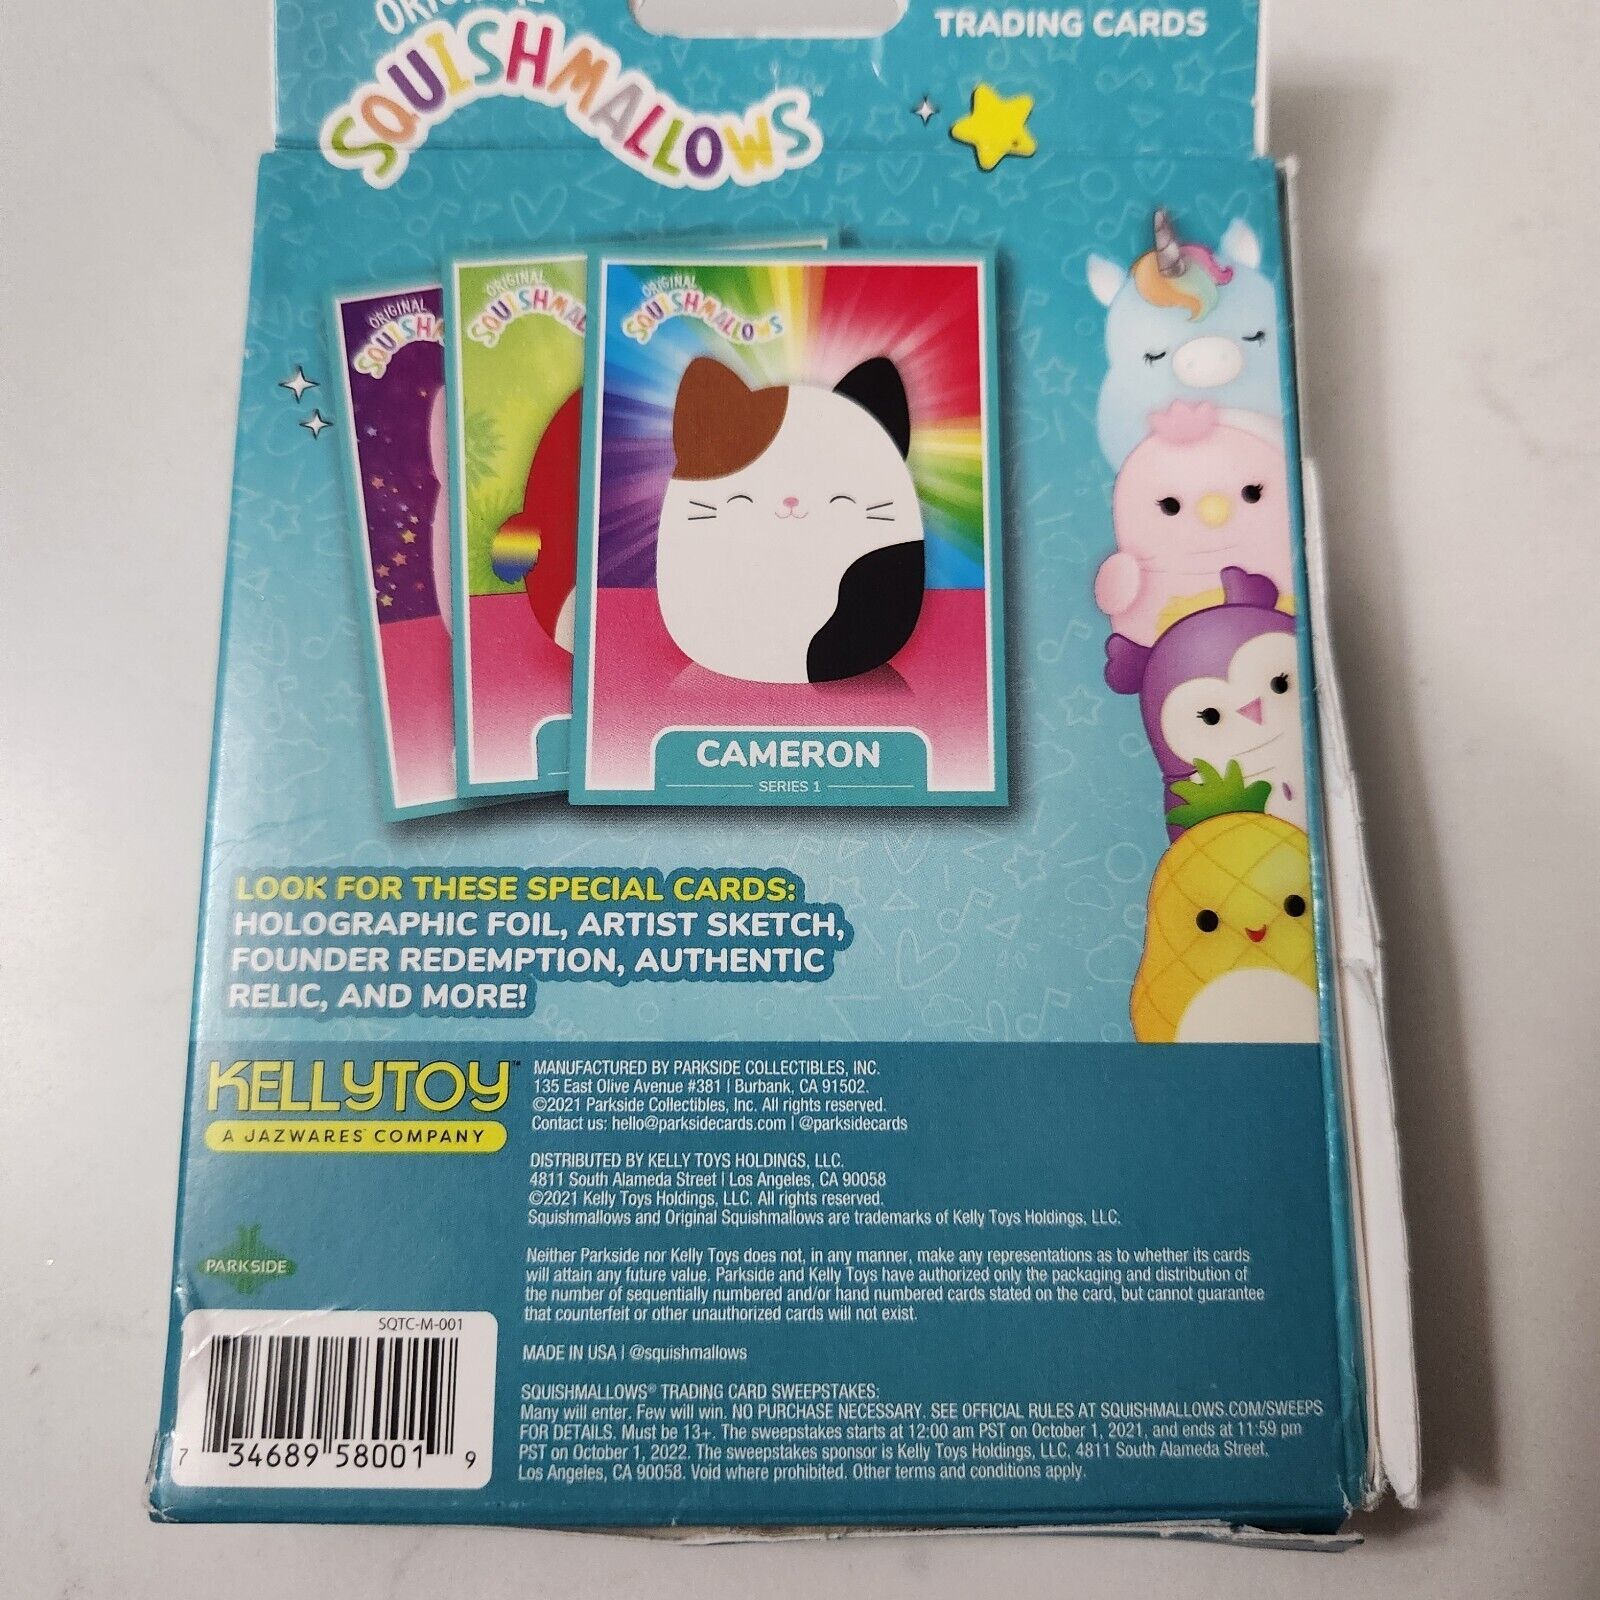 ORIGINAL
SQUISHMALLOWS™
TRADING CARDS
ORIGINAL
SQUISHMA
ORIGINAL
SQUISHMAL
ORIGINAL
SQUISHMALLOWS
CAMERON
SERIES 1
LOOK FOR THESE SPECIAL CARDS:
HOLOGRAPHIC FOIL, ARTIST SKETCH,
FOUNDER REDEMPTION, AUTHENTIC
RELIC, AND MORE!
KELLYTOY™
A JAZWARES™ COMPANY
MANUFACTURED BY PARKSIDE COLLECTIBLES, INC.
135 East Olive Avenue #381 | Burbank, CA 91502.
©2021 Parkside Collectibles, Inc. All rights reserved.
Contact us: hello@parksidecards.com | @parksidecards
DISTRIBUTED BY KELLY TOYS HOLDINGS, LLC.
4811 South Alameda Street | Los Angeles, CA 90058
©2021 Kelly Toys Holdings, LLC. All rights reserved.
Squishmallows and Original Squishmallows are trademarks of Kelly Toys Holdings, LLC.
PARKSIDE
Neither Parkside nor Kelly Toys does not, in any manner, make any representations as to whether its cards
will attain any future value. Parkside and Kelly Toys have authorized only the packaging and distribution of
the number of sequentially numbered and/or hand numbered cards stated on the card, but cannot guarantee
that counterfeit or other unauthorized cards will not exist.
MADE IN USA | @squishmallows
SQUISHMALLOWS® TRADING CARD SWEEPSTAKES:
Many will enter. Few will win. NO PURCHASE NECESSARY. SEE OFFICIAL RULES AT SQUISHMALLOWS.COM/SWEEPS
FOR DETAILS. Must be 13+. The sweepstakes starts at 12:00 am PST on October 1, 2021, and ends at 11:59 pm
PST on October 1, 2022. The sweepstakes sponsor is Kelly Toys Holdings, LLC, 4811 South Alameda Street,
Los Angeles, CA 90058. Void where prohibited. Other terms and conditions apply.
SQTC-M-001
7 34689 58001 9